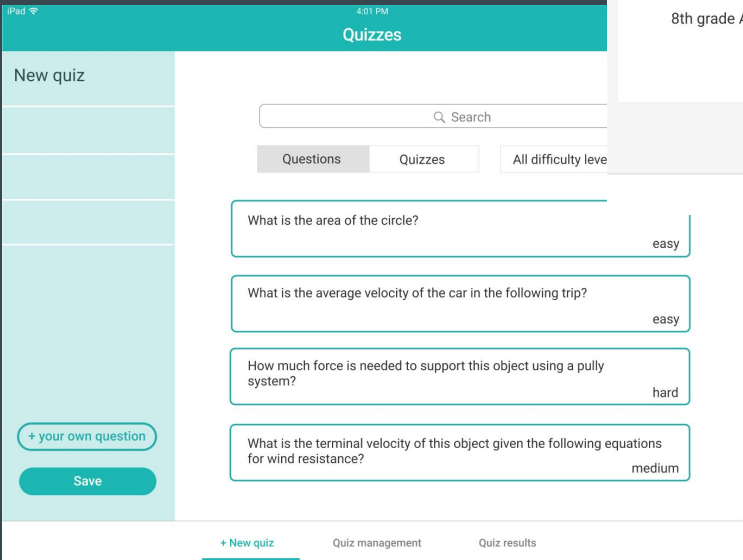 iPad 4:01 PM
Quizzes
8th grade
New quiz
Search
Questions Quizzes All difficulty leve
What is the area of the circle?
easy
What is the average velocity of the car in the following trip?
easy
How much force is needed to support this object using a pully
system?
hard
What is the terminal velocity of this object given the following equations
for wind resistance?
medium
+ your own question
Save
+ New quiz Quiz management Quiz results